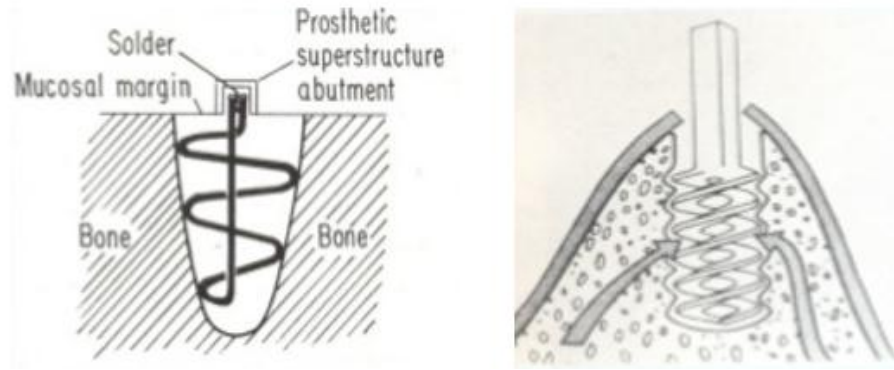 Solder
Prosthetic
superstructure
abutment
Mucosal margin
Bone
Bone